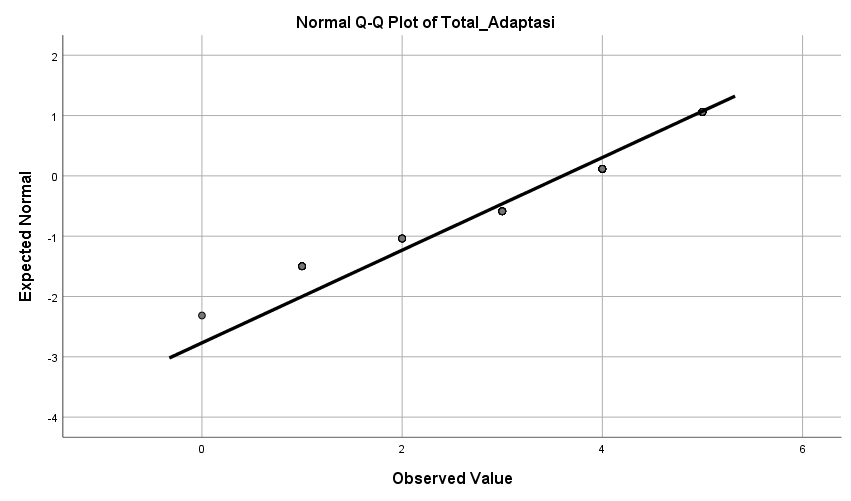 Normal Q-Q Plot of Total_Adaptasi
2
1
0
-1
-2
-3
-4
Expected Normal
0 2 4 6
Observed Value